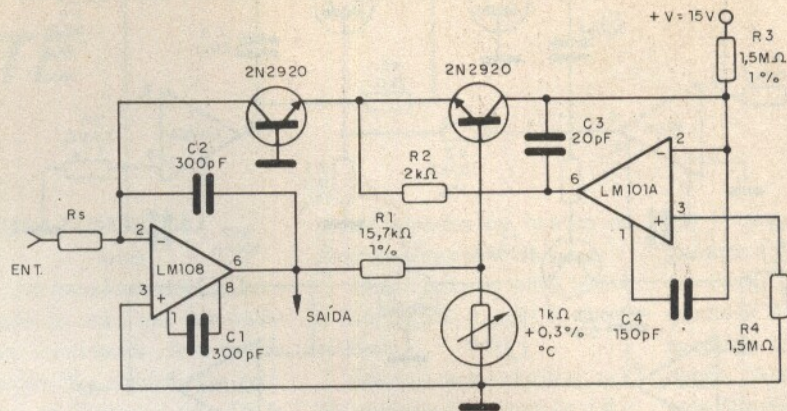 + V = 15V
R3
1,5MΩ
1%
2N2920
2N2920
C2
300pF
C3
20pF
R2
2kΩ
2
6
LM101A
3
1
Rs
ENT.
2
LM108
6
8
3
1
R1
15,7kΩ
1%
SAÍDA
C1
300pF
1kΩ
+0,3%
°C
C4
150pF
R4
1,5MΩ